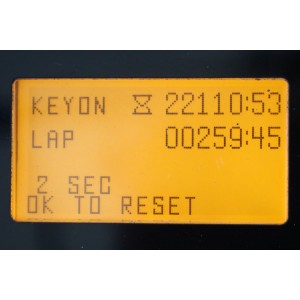 KEYON ⧖ 22110:53
LAP 00259:45
2 SEC
OK TO RESET